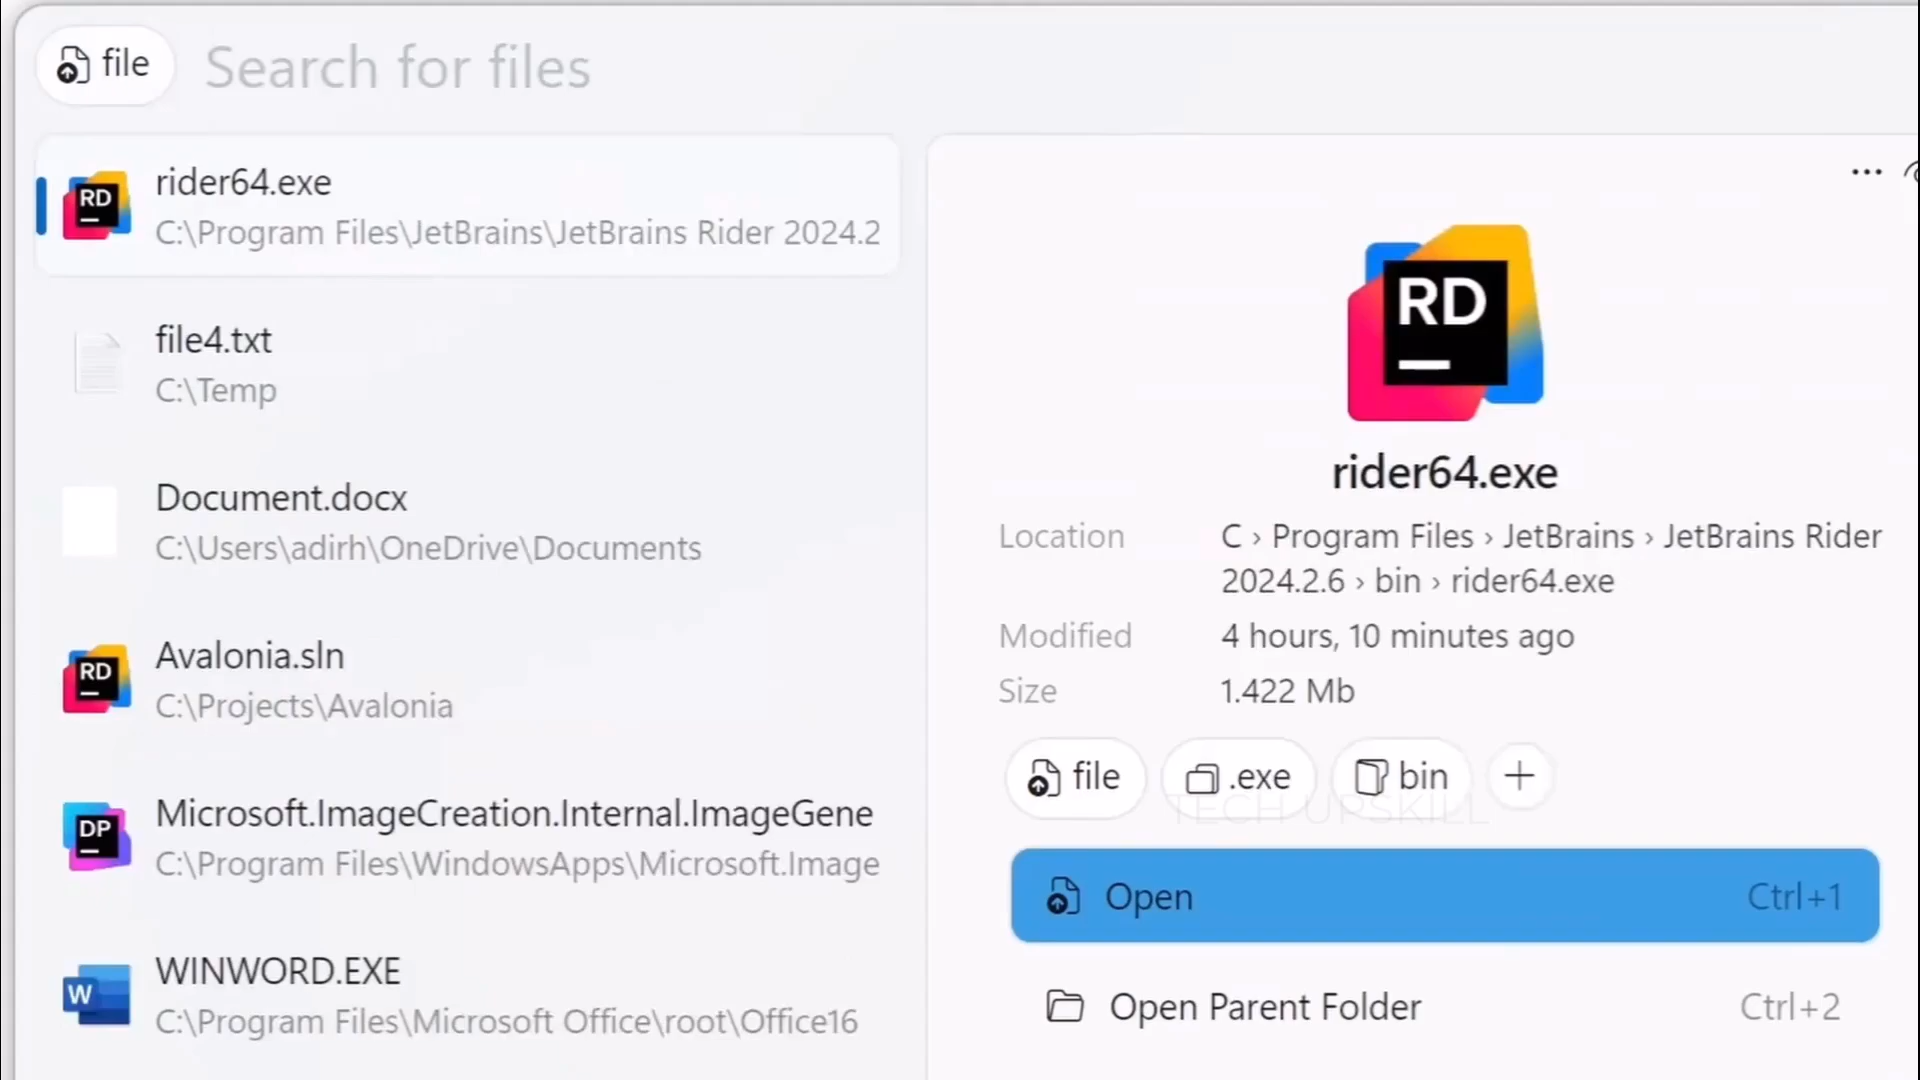 file Search for files
RD
rider64.exe
C:\Program Files\JetBrains\JetBrains Rider 2024.2
file4.txt
C:\Temp
Document.docx
C:\Users\adirh\OneDrive\Documents
RD
Avalonia.sln
C:\Projects\Avalonia
DP
Microsoft.ImageCreation.Internal.ImageGene
C:\Program Files\WindowsApps\Microsoft.Image
W
WINWORD.EXE
C:\Program Files\Microsoft Office\root\Office16
RD
rider64.exe
Location C › Program Files › JetBrains › JetBrains Rider
2024.2.6 › bin › rider64.exe
Modified 4 hours, 10 minutes ago
Size 1.422 Mb
file .exe bin +
TECH UPSKILL
Open Ctrl+1
Open Parent Folder Ctrl+2